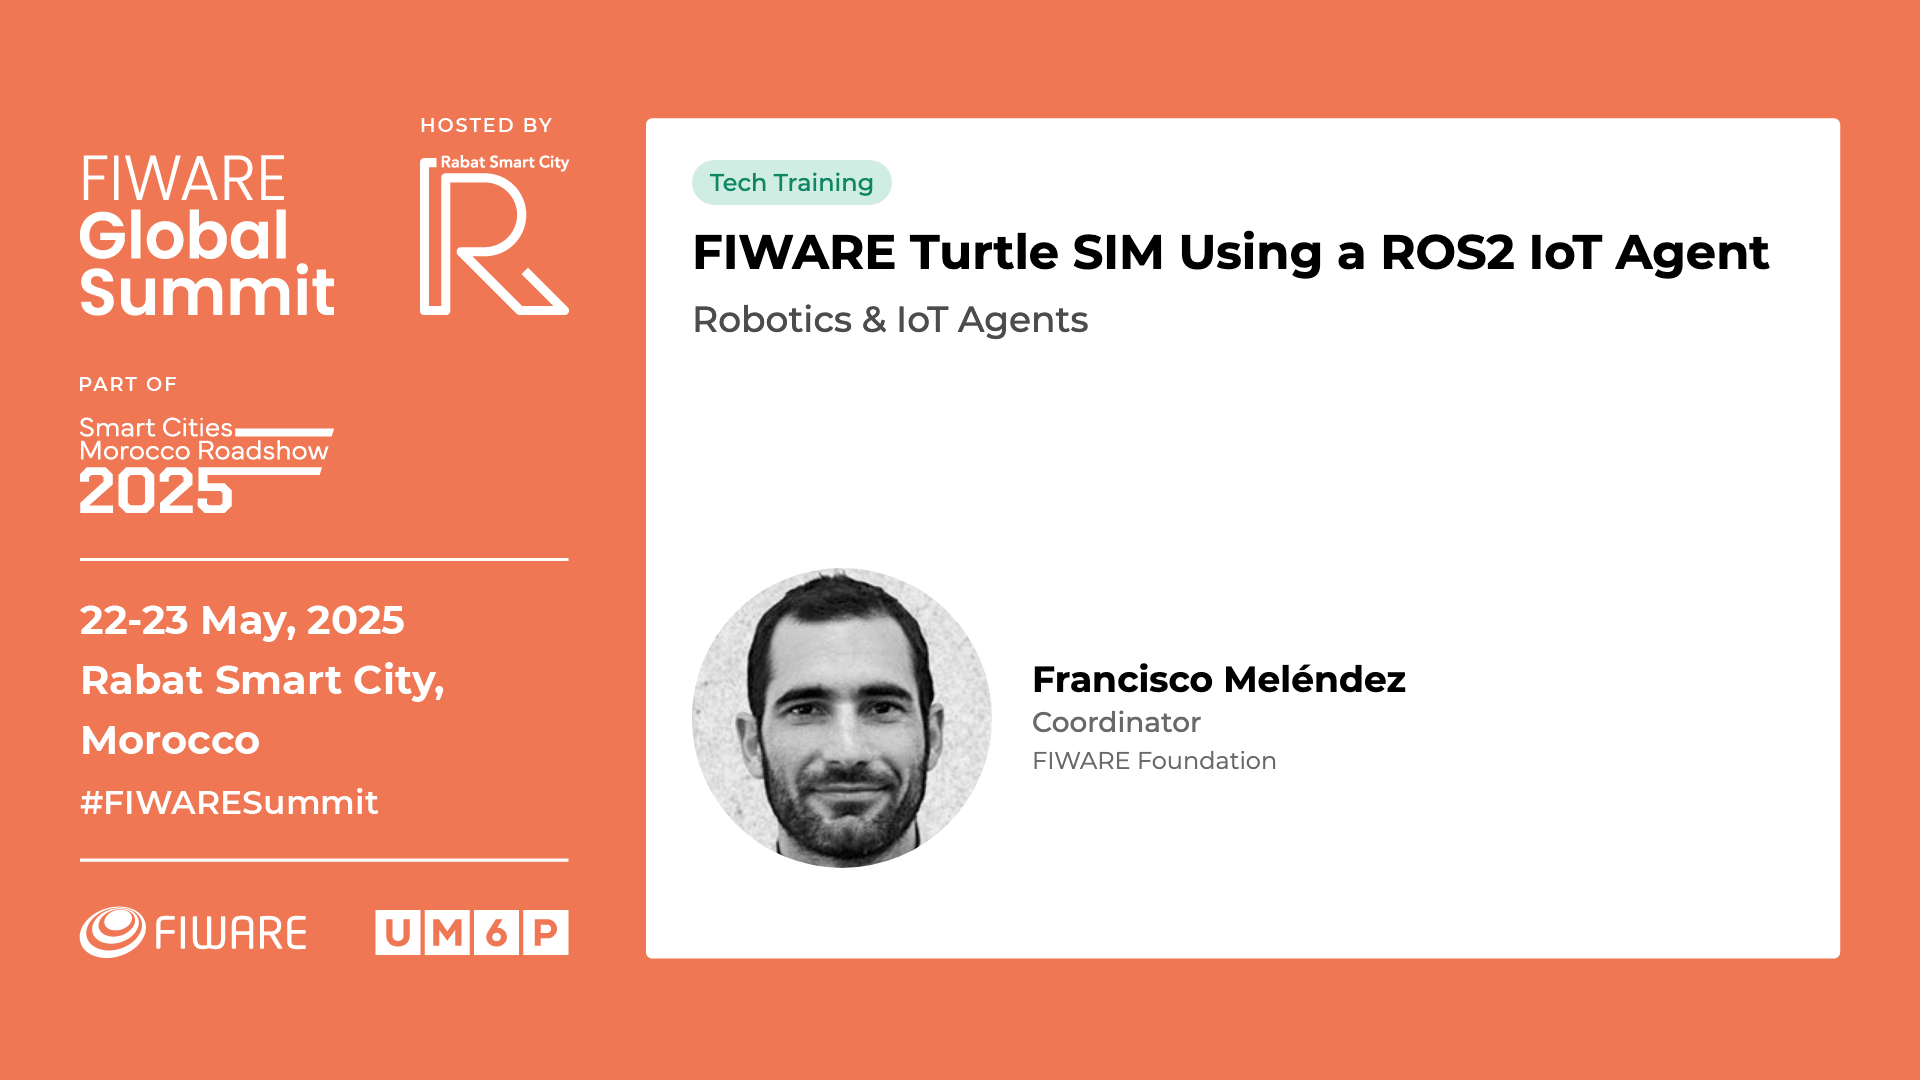 FIWARE
Global
Summit
HOSTED BY
Rabat Smart City
R
PART OF
Smart Cities
Morocco Roadshow
2025
22-23 May, 2025
Rabat Smart City,
Morocco
#FIWARESummit
FIWARE
UM6P
Tech Training
FIWARE Turtle SIM Using a ROS2 IoT Agent
Robotics & IoT Agents
Francisco Meléndez
Coordinator
FIWARE Foundation